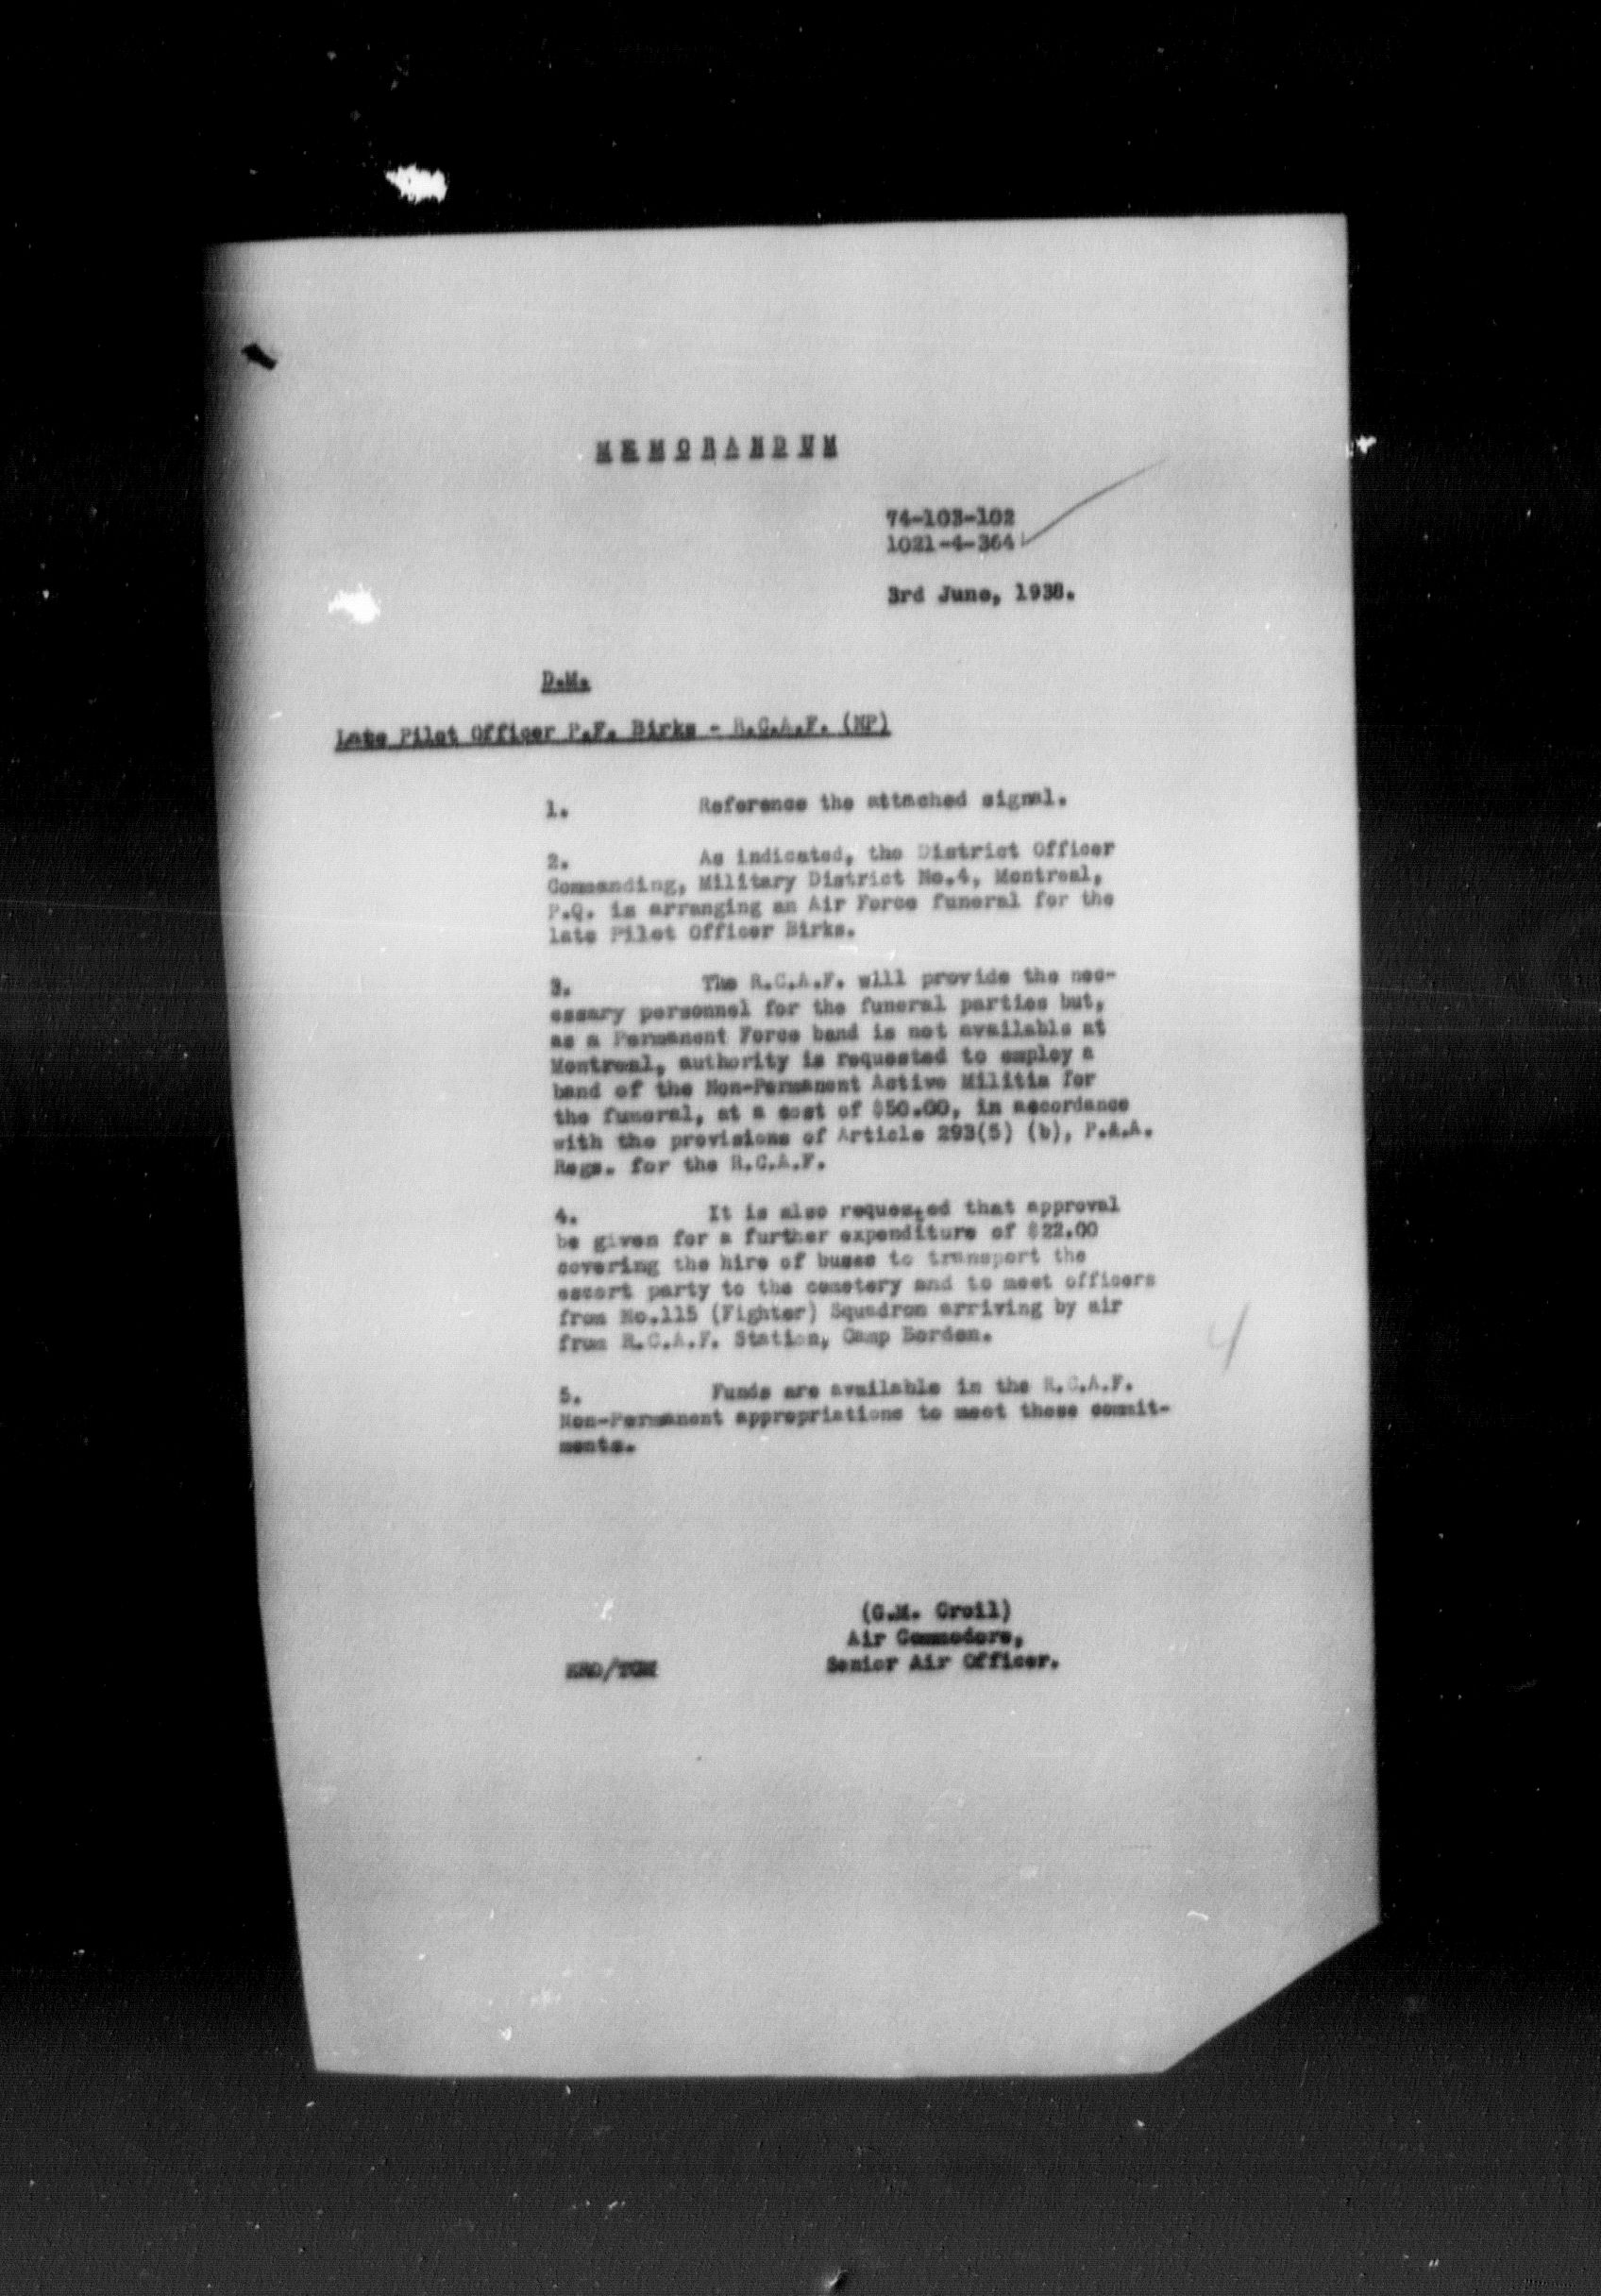 MEMORANDUM
74-103-102
1021-4-364
3rd June, 1938.
D.M.
Late Pilot Officer P.F. Birks - R.C.A.F. (NP)
1. Reference the attached signal.
2. As indicated, the District Officer
Commanding, Military District No.4, Montreal,
P.Q. is arranging an Air Force funeral for the
late Pilot Officer Birks.
3. The R.C.A.F. will provide the nec-
essary personnel for the funeral parties but,
as a Permanent Force band is not available at
Montreal, authority is requested to employ a
band of the Non-Permanent Active Militia for
the funeral, at a cost of $50.00, in accordance
with the provisions of Article 293(5) (b), P.&.A.
Regs. for the R.C.A.F.
4. It is also requested that approval
be given for a further expenditure of $22.00
covering the hire of buses to transport the
escort party to the cemetery and to meet officers
from No.115 (Fighter) Squadron arriving by air
from R.C.A.F. Station, Camp Borden.
5. Funds are available in the R.C.A.F.
Non-Permanent appropriations to meet these commit-
ments.
4
(G.M. Croil)
Air Commodore,
Senior Air Officer.